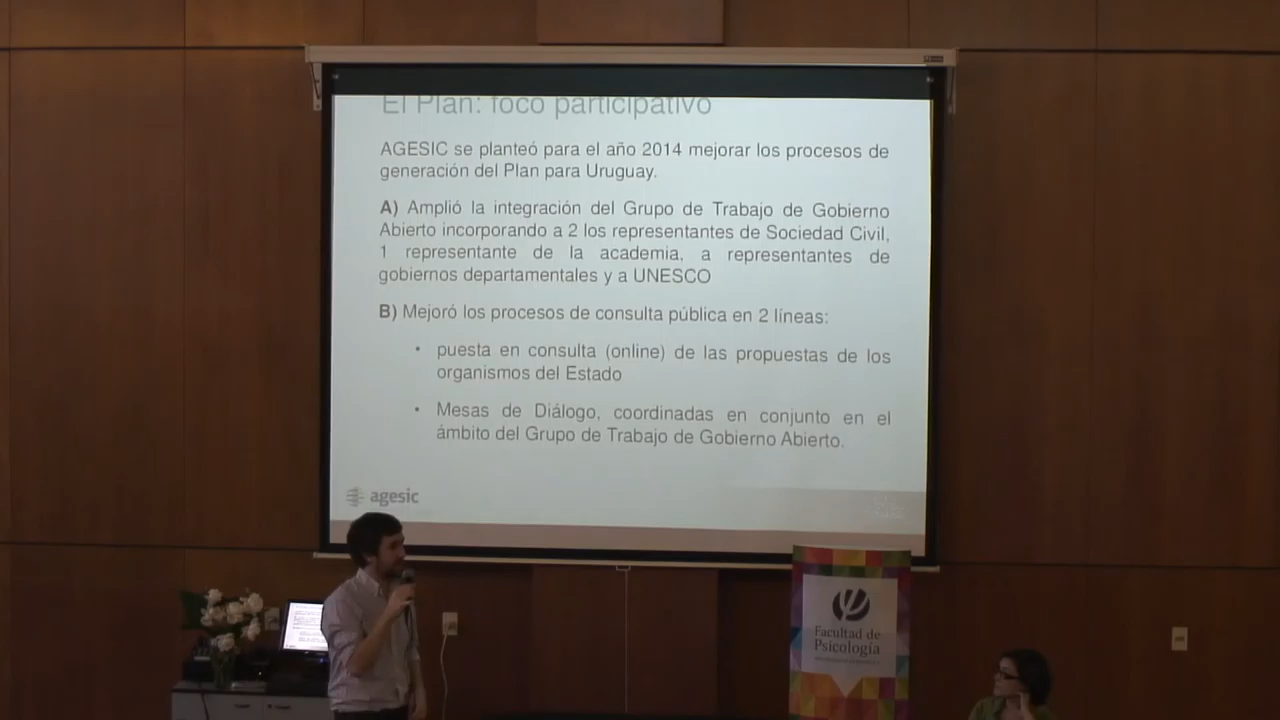 El Plan: foco participativo
AGESIC se planteó para el año 2014 mejorar los procesos de
generación del Plan para Uruguay.
A) Amplió la integración del Grupo de Trabajo de Gobierno
Abierto incorporando a 2 los representantes de Sociedad Civil,
1 representante de la academia, a representantes de
gobiernos departamentales y a UNESCO
B) Mejoró los procesos de consulta pública en 2 líneas:
• puesta en consulta (online) de las propuestas de los
organismos del Estado
• Mesas de Diálogo, coordinadas en conjunto en el
ámbito del Grupo de Trabajo de Gobierno Abierto.
agesic
Facultad de
Psicología